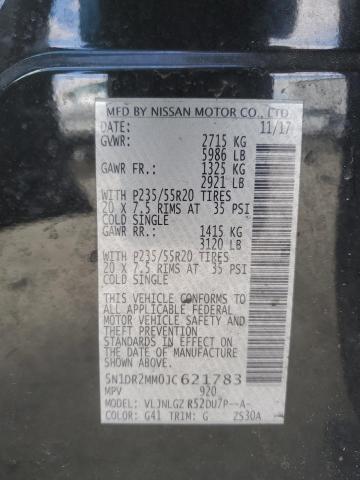 MFD BY NISSAN MOTOR CO., LTD
DATE: 11/17
GVWR: 2715 KG
5986 LB
GAWR FR.: 1325 KG
2921 LB
WITH P235/55R20 TIRES
20 X 7.5 RIMS AT 35 PSI
COLD SINGLE
GAWR RR.: 1415 KG
3120 LB
WITH P235/55R20 TIRES
20 X 7.5 RIMS AT 35 PSI
COLD SINGLE
THIS VEHICLE CONFORMS TO
ALL APPLICABLE FEDERAL
MOTOR VEHICLE SAFETY AND
THEFT PREVENTION STANDARDS
IN EFFECT ON THE DATE OF
MANUFACTURE SHOWN
ABOVE.
5N1DR2MM0JC621783
MPV 920
MODEL: VLJNLGZ R52DU7P--A-
COLOR: G41 TRIM: G Z530A